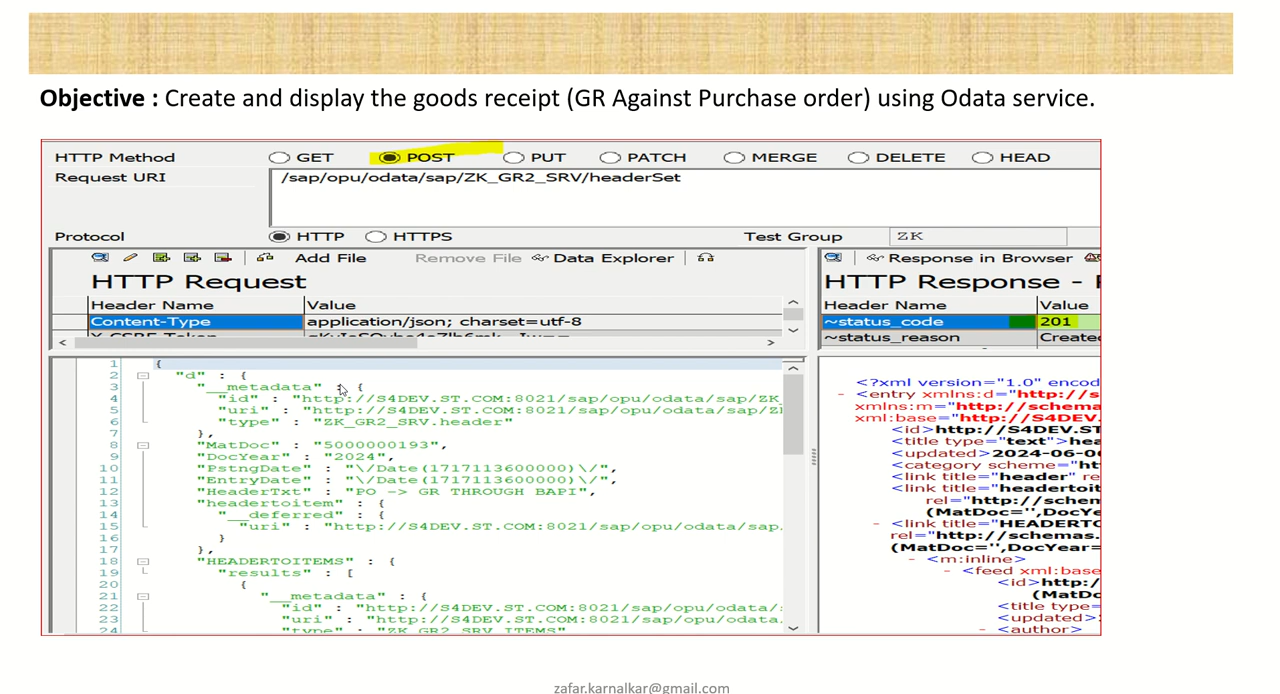 Objective : Create and display the goods receipt (GR Against Purchase order) using Odata service.
HTTP Method GET POST PUT PATCH MERGE DELETE HEAD
Request URI /sap/opu/odata/sap/ZK_GR2_SRV/headerSet
Protocol HTTP HTTPS Test Group ZK
Add File Remove File Data Explorer
HTTP Request
Header Name Value
Content-Type application/json; charset=utf-8
1 {
2 "d" : {
3 "__metadata" : {
4 "id" : "http://S4DEV.ST.COM:8021/sap/opu/odata/sap/ZK_
5 "uri" : "http://S4DEV.ST.COM:8021/sap/opu/odata/sap/Z
6 "type" : "ZK_GR2_SRV.header"
7 },
8 "MatDoc" : "5000000193",
9 "DocYear" : "2024",
10 "PstngDate" : "\/Date(1717113600000)\/",
11 "EntryDate" : "\/Date(1717113600000)\/",
12 "HeaderTxt" : "PO -> GR THROUGH BAPI",
13 "headertoitem" : {
14 "__deferred" : {
15 "uri" : "http://S4DEV.ST.COM:8021/sap/opu/odata/sap
16 }
17 },
18 "HEADERTOITEMS" : {
19 "results" : [
20 {
21 "__metadata" : {
22 "id" : "http://S4DEV.ST.COM:8021/sap/opu/odata/
23 "uri" : "http://S4DEV.ST.COM:8021/sap/opu/odata
24 "type" : "ZK_GR2_SRV.ITEMS"
Response in Browser
HTTP Response -
Header Name Value
~status_code 201
~status_reason Create
<?xml version="1.0" encod
- <entry xmlns:d="http://s
xmlns:m="http://schema
xml:base="http://S4DEV.
<id>http://S4DEV.ST
<title type="text">hea
<updated>2024-06-0
<category scheme="ht
<link title="header" re
<link title="headertoit
rel="http://schem
(MatDoc='',DocYe
- <link title="HEADERTO
rel="http://schemas.
(MatDoc='',DocYear=
- <m:inline>
- <feed xml:base
<id>http:/
(MatDo
<title type=
<updated>
- <author>
zafar.karnalkar@gmail.com